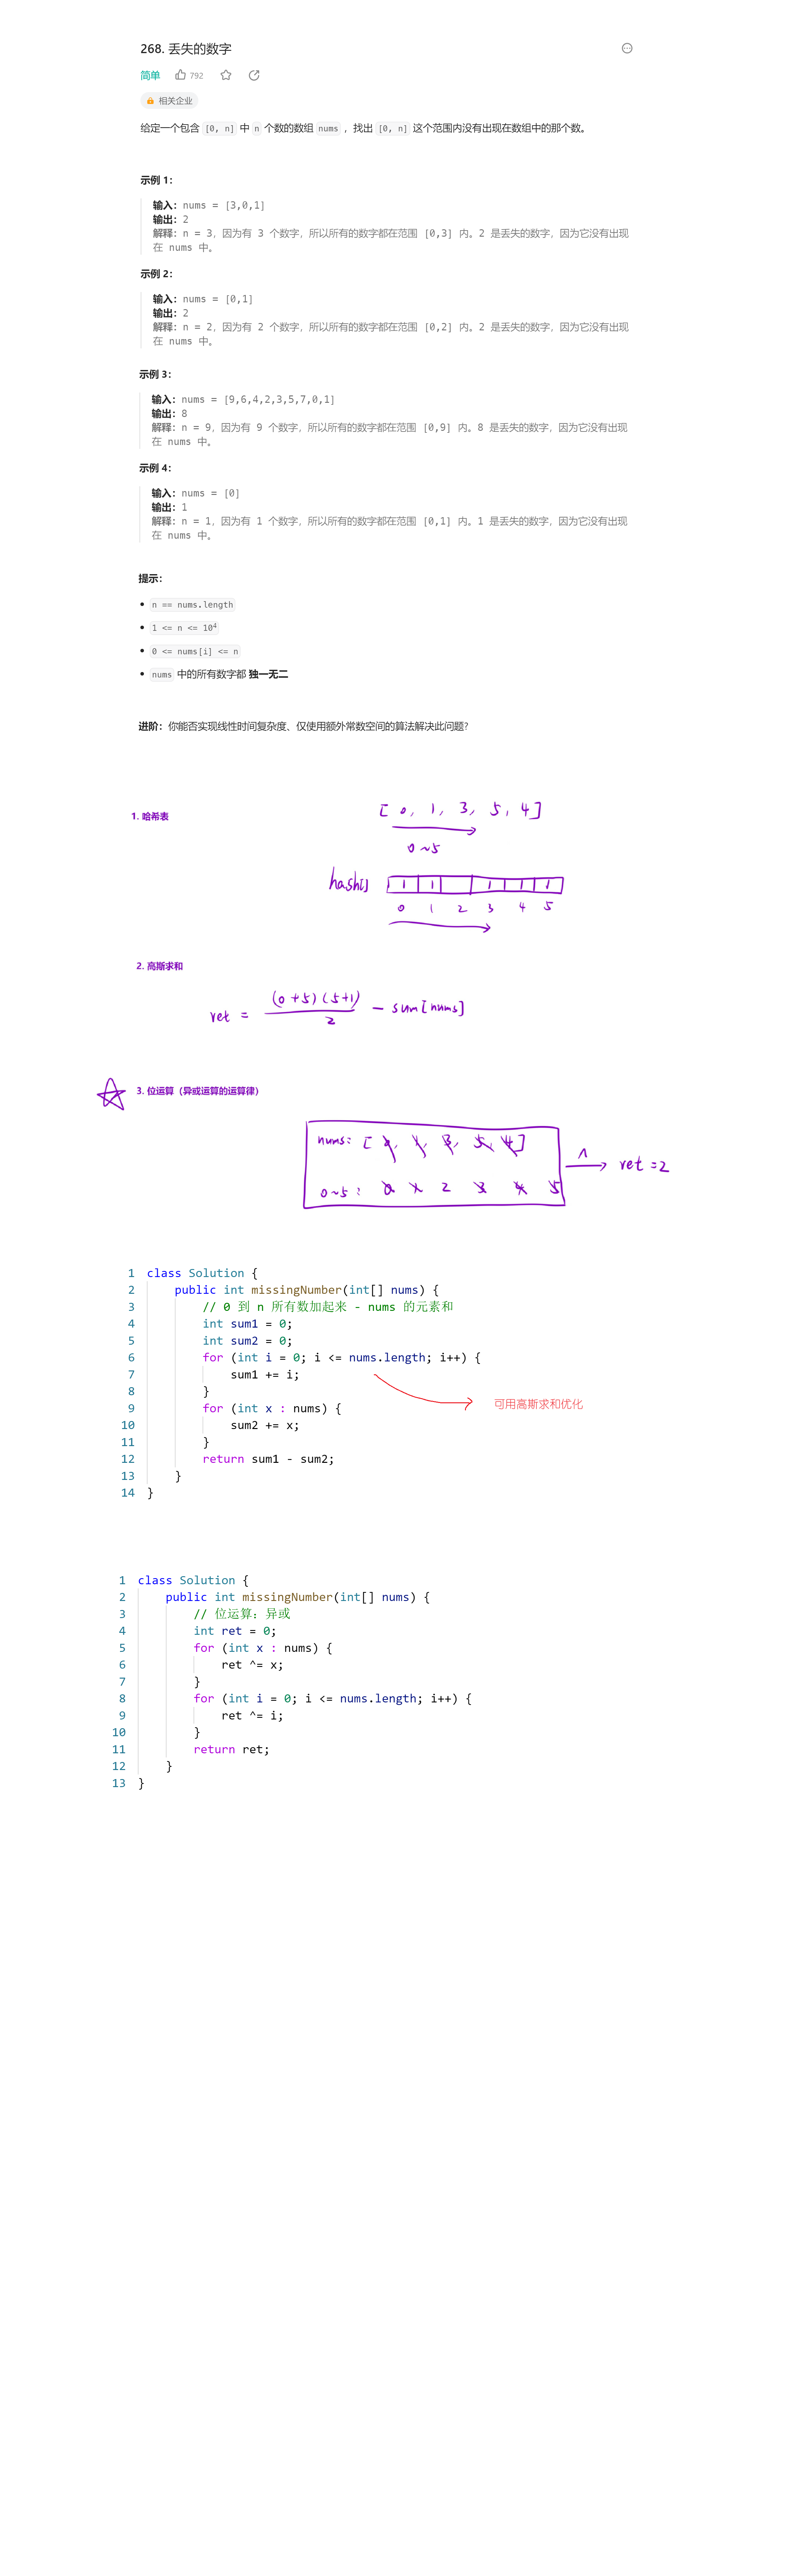 268. 丢失的数字
简单 792
相关企业
给定一个包含 [0, n] 中 n 个数的数组 nums ，找出 [0, n] 这个范围内没有出现在数组中的那个数。
示例 1：
输入：nums = [3,0,1]
输出：2
解释：n = 3，因为有 3 个数字，所以所有的数字都在范围 [0,3] 内。2 是丢失的数字，因为它没有出现
在 nums 中。
示例 2：
输入：nums = [0,1]
输出：2
解释：n = 2，因为有 2 个数字，所以所有的数字都在范围 [0,2] 内。2 是丢失的数字，因为它没有出现
在 nums 中。
示例 3：
输入：nums = [9,6,4,2,3,5,7,0,1]
输出：8
解释：n = 9，因为有 9 个数字，所以所有的数字都在范围 [0,9] 内。8 是丢失的数字，因为它没有出现
在 nums 中。
示例 4：
输入：nums = [0]
输出：1
解释：n = 1，因为有 1 个数字，所以所有的数字都在范围 [0,1] 内。1 是丢失的数字，因为它没有出现
在 nums 中。
提示：
• n == nums.length
• 1 <= n <= 10⁴
• 0 <= nums[i] <= n
• nums 中的所有数字都 独一无二
进阶：你能否实现线性时间复杂度、仅使用额外常数空间的算法解决此问题?
1. 哈希表
[ 0, 1, 3, 5, 4 ]
0 ~ 5
hash[] 1 1 1 1 1
0 1 2 3 4 5
2. 高斯求和
ret = (0+5)(5+1) / 2 - sum[nums]
3. 位运算（异或运算的运算律）
nums: [ 0, 1, 3, 5, 4 ]
^ ret = 2
0 ~ 5 : 0 1 2 3 4 5
1 class Solution {
2 public int missingNumber(int[] nums) {
3 // 0 到 n 所有数加起来 - nums 的元素和
4 int sum1 = 0;
5 int sum2 = 0;
6 for (int i = 0; i <= nums.length; i++) {
7 sum1 += i;
8 }
可用高斯求和优化
9 for (int x : nums) {
10 sum2 += x;
11 }
12 return sum1 - sum2;
13 }
14 }
1 class Solution {
2 public int missingNumber(int[] nums) {
3 // 位运算：异或
4 int ret = 0;
5 for (int x : nums) {
6 ret ^= x;
7 }
8 for (int i = 0; i <= nums.length; i++) {
9 ret ^= i;
10 }
11 return ret;
12 }
13 }